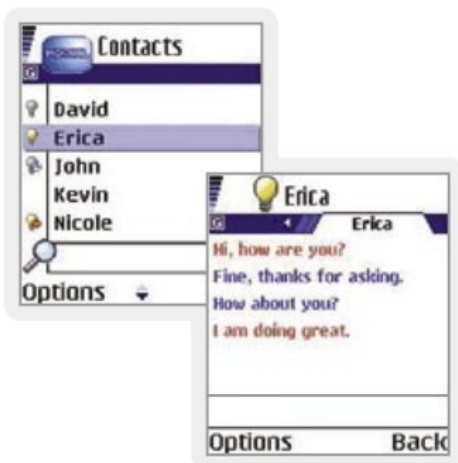 Contacts
David
Erica
John
Kevin
Nicole
Options
Erica
Erica
Hi, how are you?
Fine, thanks for asking.
How about you?
I am doing great.
Options Back